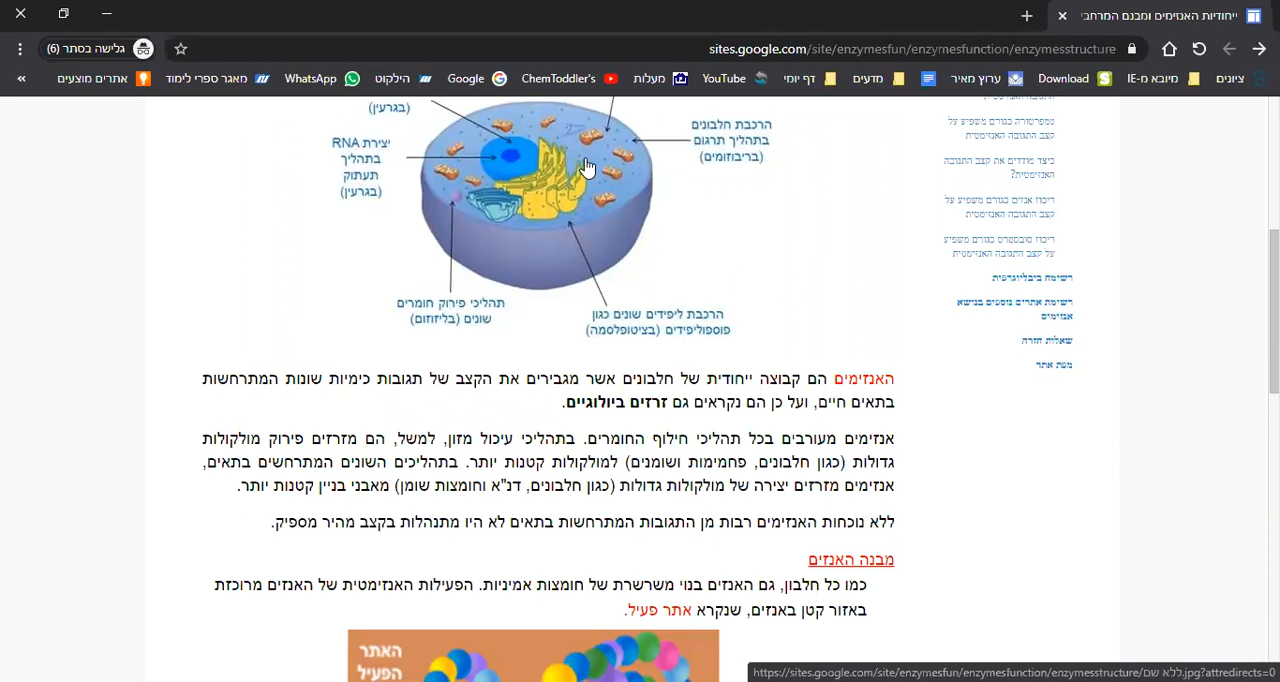 ייחודיות האנזימים ומבנם המרחבי
sites.google.com/site/enzymesfun/enzymesfunction/enzymesstructure
גלישה בסתר (6)
ציונים
מיובא מ-IE
Download
ערוץ מאיר
מדעים
דף יומי
YouTube
מעלות
ChemToddler's
Google
הילקוט
WhatsApp
מאגר ספרי לימוד
אתרים מוצעים
«
התגובה האנזימטית
טמפרטורה כגורם משפיע על
קצב התגובה האנזימטית
כיצד מודדים את קצב התגובה
האנזימטית?
ריכוז אנזים כגורם משפיע על
קצב התגובה האנזימטית
ריכוז סובסטרט כגורם משפיע
על קצב התגובה האנזימטית
רשימה ביבליוגרפית
רשימת אתרים נוספים בנושא
אנזימים
שאלות חזרה
מפת אתר
(בגרעין)
הרכבת חלבונים
בתהליך תרגום
(בריבוזומים)
יצירת RNA
בתהליך
תעתוק
(בגרעין)
תהליכי פירוק חומרים
שונים (בליזוזום)
הרכבת ליפידים שונים כגון
פוספוליפידים (בציטופלסמה)
האנזימים הם קבוצה ייחודית של חלבונים אשר מגבירים את הקצב של תגובות כימיות שונות המתרחשות
בתאים חיים, ועל כן הם נקראים גם זרזים ביולוגיים.
אנזימים מעורבים בכל תהליכי חילוף החומרים. בתהליכי עיכול מזון, למשל, הם מזרזים פירוק מולקולות
גדולות (כגון חלבונים, פחמימות ושומנים) למולקולות קטנות יותר. בתהליכים השונים המתרחשים בתאים,
אנזימים מזרזים יצירה של מולקולות גדולות (כגון חלבונים, דנ"א וחומצות שומן) מאבני בניין קטנות יותר.
ללא נוכחות האנזימים רבות מן התגובות המתרחשות בתאים לא היו מתנהלות בקצב מהיר מספיק.
מבנה האנזים
כמו כל חלבון, גם האנזים בנוי משרשרת של חומצות אמיניות. הפעילות האנזימטית של האנזים מרוכזת
באזור קטן באנזים, שנקרא אתר פעיל.
האתר
הפעיל
https://sites.google.com/site/enzymesfun/enzymesfunction/enzymesstructure/ללא שם.jpg?attredirects=0